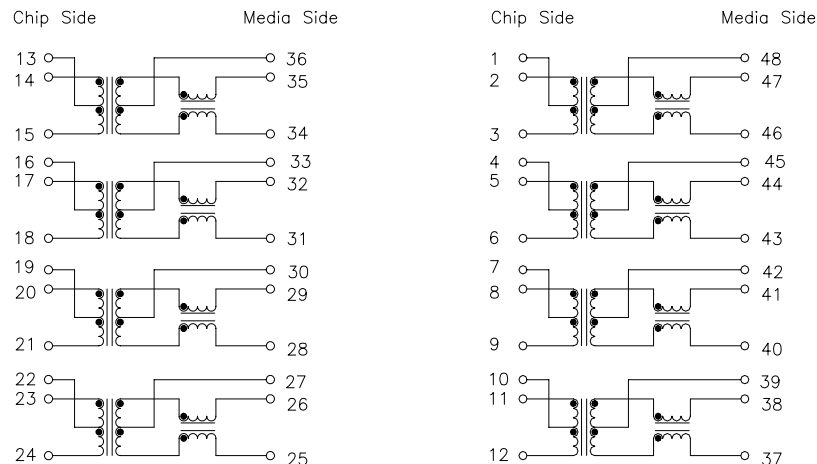 Chip Side Media Side Chip Side Media Side
13 36 1 48
14 35 2 47
15 34 3 46
16 33 4 45
17 32 5 44
18 31 6 43
19 30 7 42
20 29 8 41
21 28 9 40
22 27 10 39
23 26 11 38
24 25 12 37